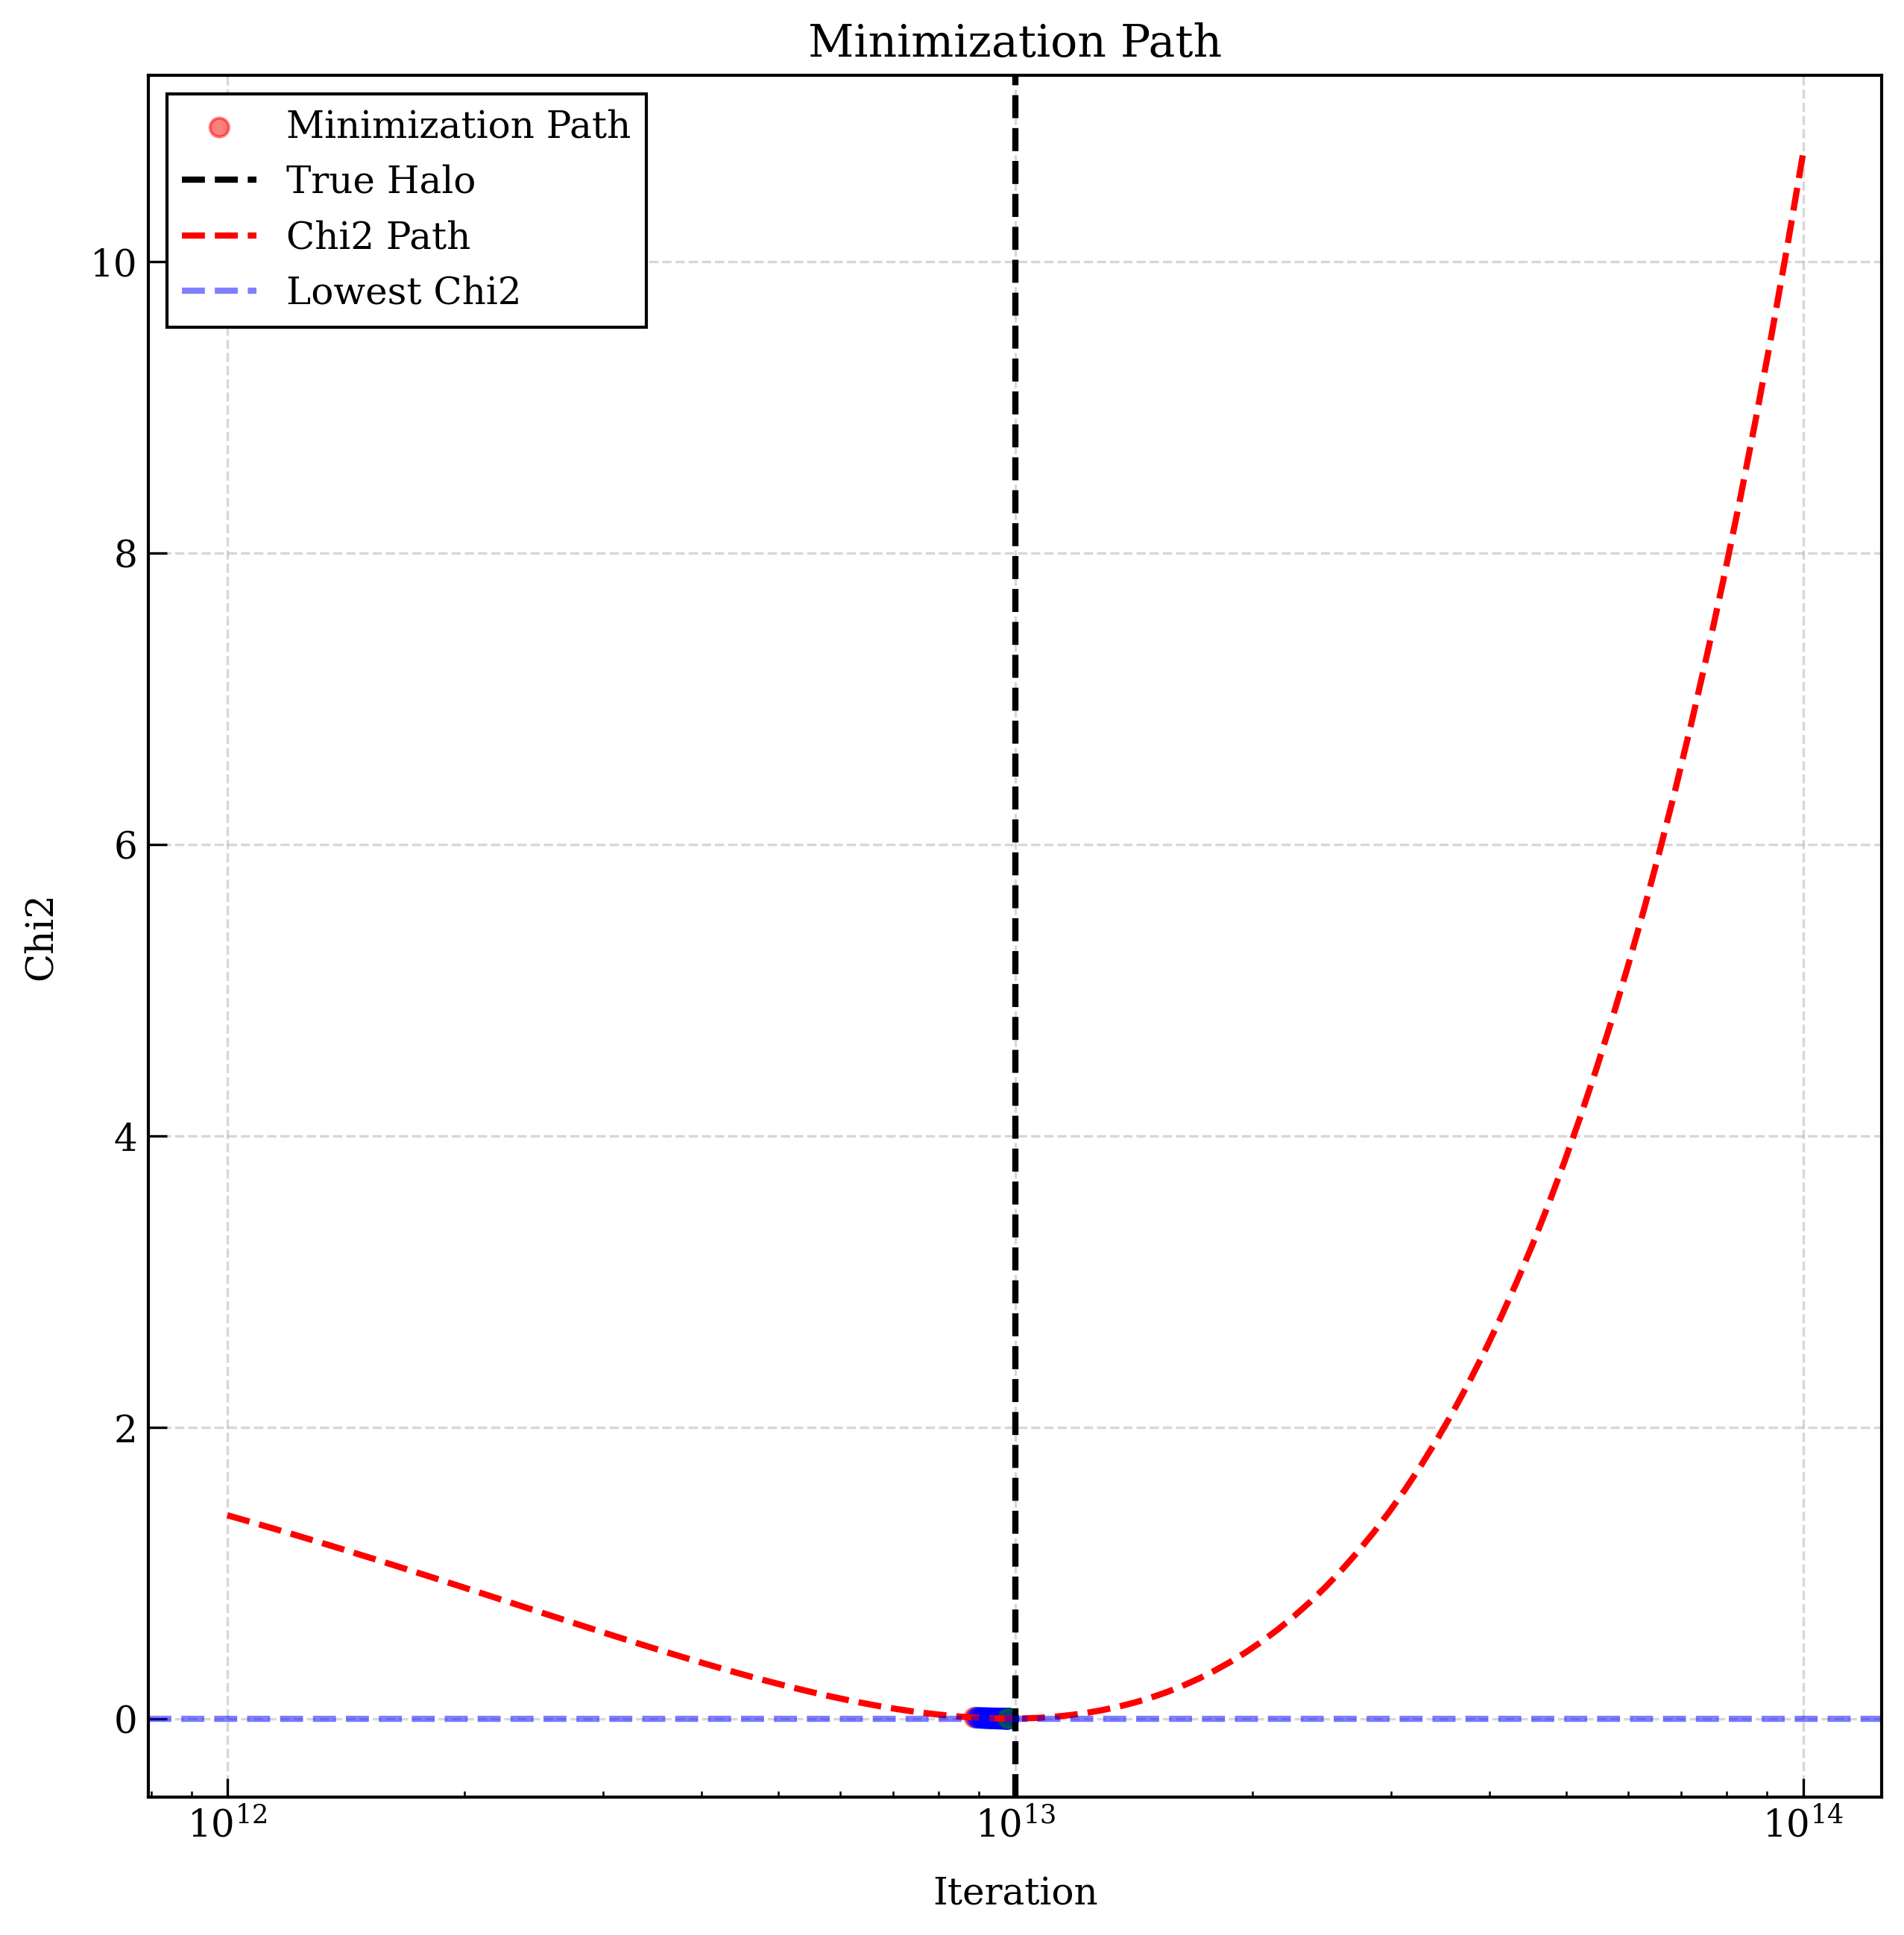 Minimization Path
Minimization Path
True Halo
Chi2 Path
Lowest Chi2
Chi2
10
8
6
4
2
0
10^12
10^13
10^14
Iteration